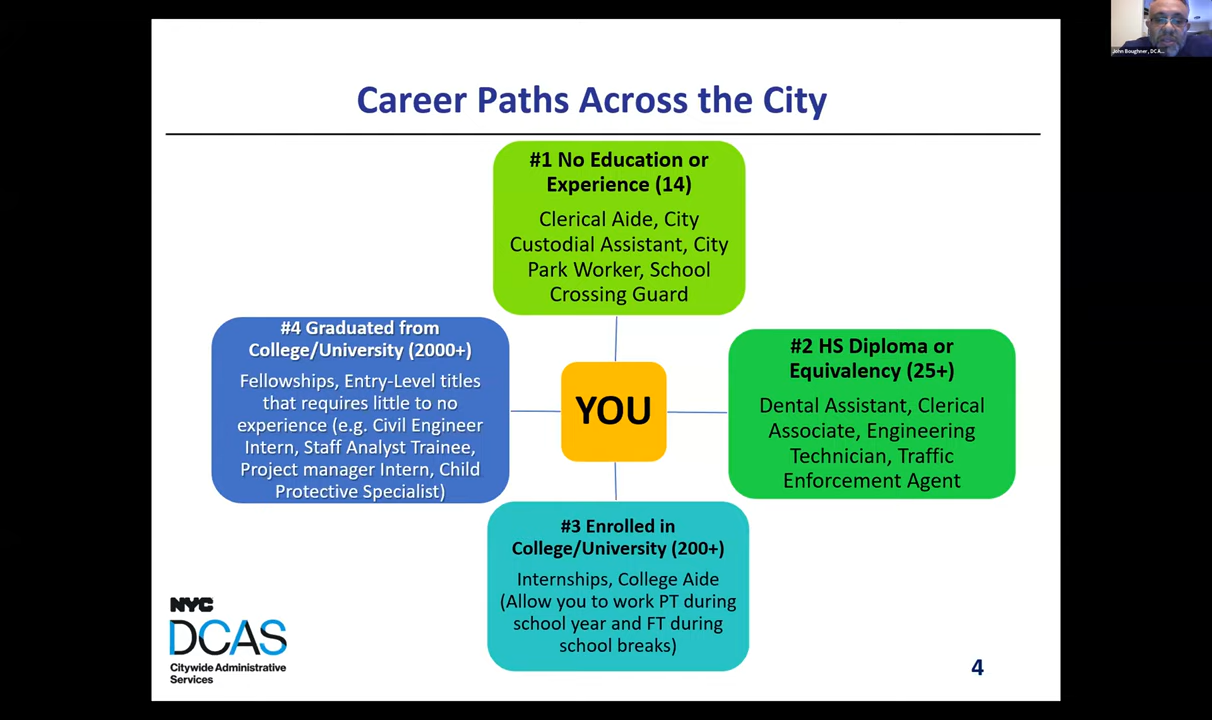 John Boughner, DCA...
Career Paths Across the City
#1 No Education or
Experience (14)
Clerical Aide, City
Custodial Assistant, City
Park Worker, School
Crossing Guard
#4 Graduated from
College/University (2000+)
Fellowships, Entry-Level titles
that requires little to no
experience (e.g. Civil Engineer
Intern, Staff Analyst Trainee,
Project manager Intern, Child
Protective Specialist)
YOU
#2 HS Diploma or
Equivalency (25+)
Dental Assistant, Clerical
Associate, Engineering
Technician, Traffic
Enforcement Agent
#3 Enrolled in
College/University (200+)
Internships, College Aide
(Allow you to work PT during
school year and FT during
school breaks)
NYC
DCAS
Citywide Administrative
Services
4